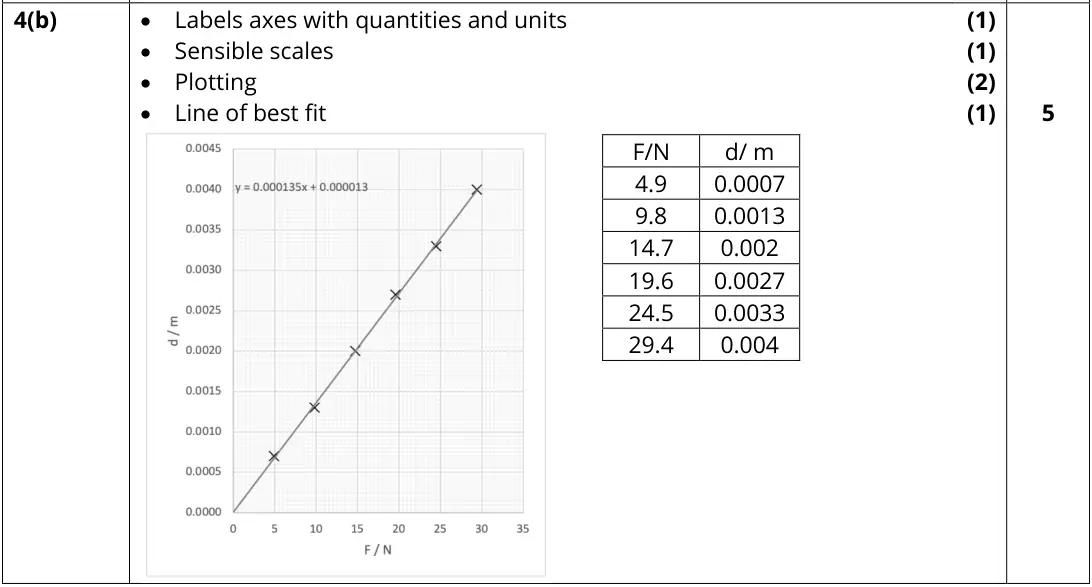 4(b)
• Labels axes with quantities and units (1)
• Sensible scales (1)
• Plotting (2)
• Line of best fit (1) 5
0.0045
0.0040
0.0035
0.0030
0.0025
0.0020
0.0015
0.0010
0.0005
0.0000
y = 0.000135x + 0.000013
d / m
0 5 10 15 20 25 30 35
F / N
F/N d/ m
4.9 0.0007
9.8 0.0013
14.7 0.002
19.6 0.0027
24.5 0.0033
29.4 0.004